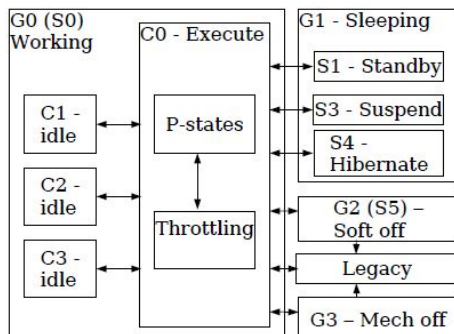 G0 (S0)
Working
C0 - Execute
C1 -
idle
C2 -
idle
C3 -
idle
P-states
Throttling
G1 - Sleeping
S1 - Standby
S3 - Suspend
S4 -
Hibernate
G2 (S5) –
Soft off
Legacy
G3 – Mech off